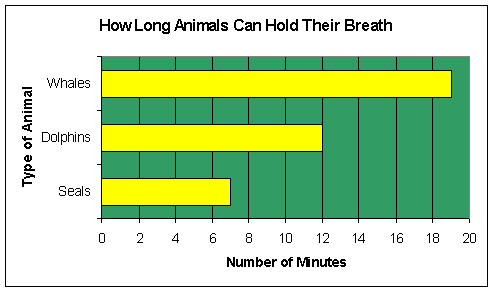 How Long Animals Can Hold Their Breath
Type of Animal
Whales
Dolphins
Seals
0 2 4 6 8 10 12 14 16 18 20
Number of Minutes